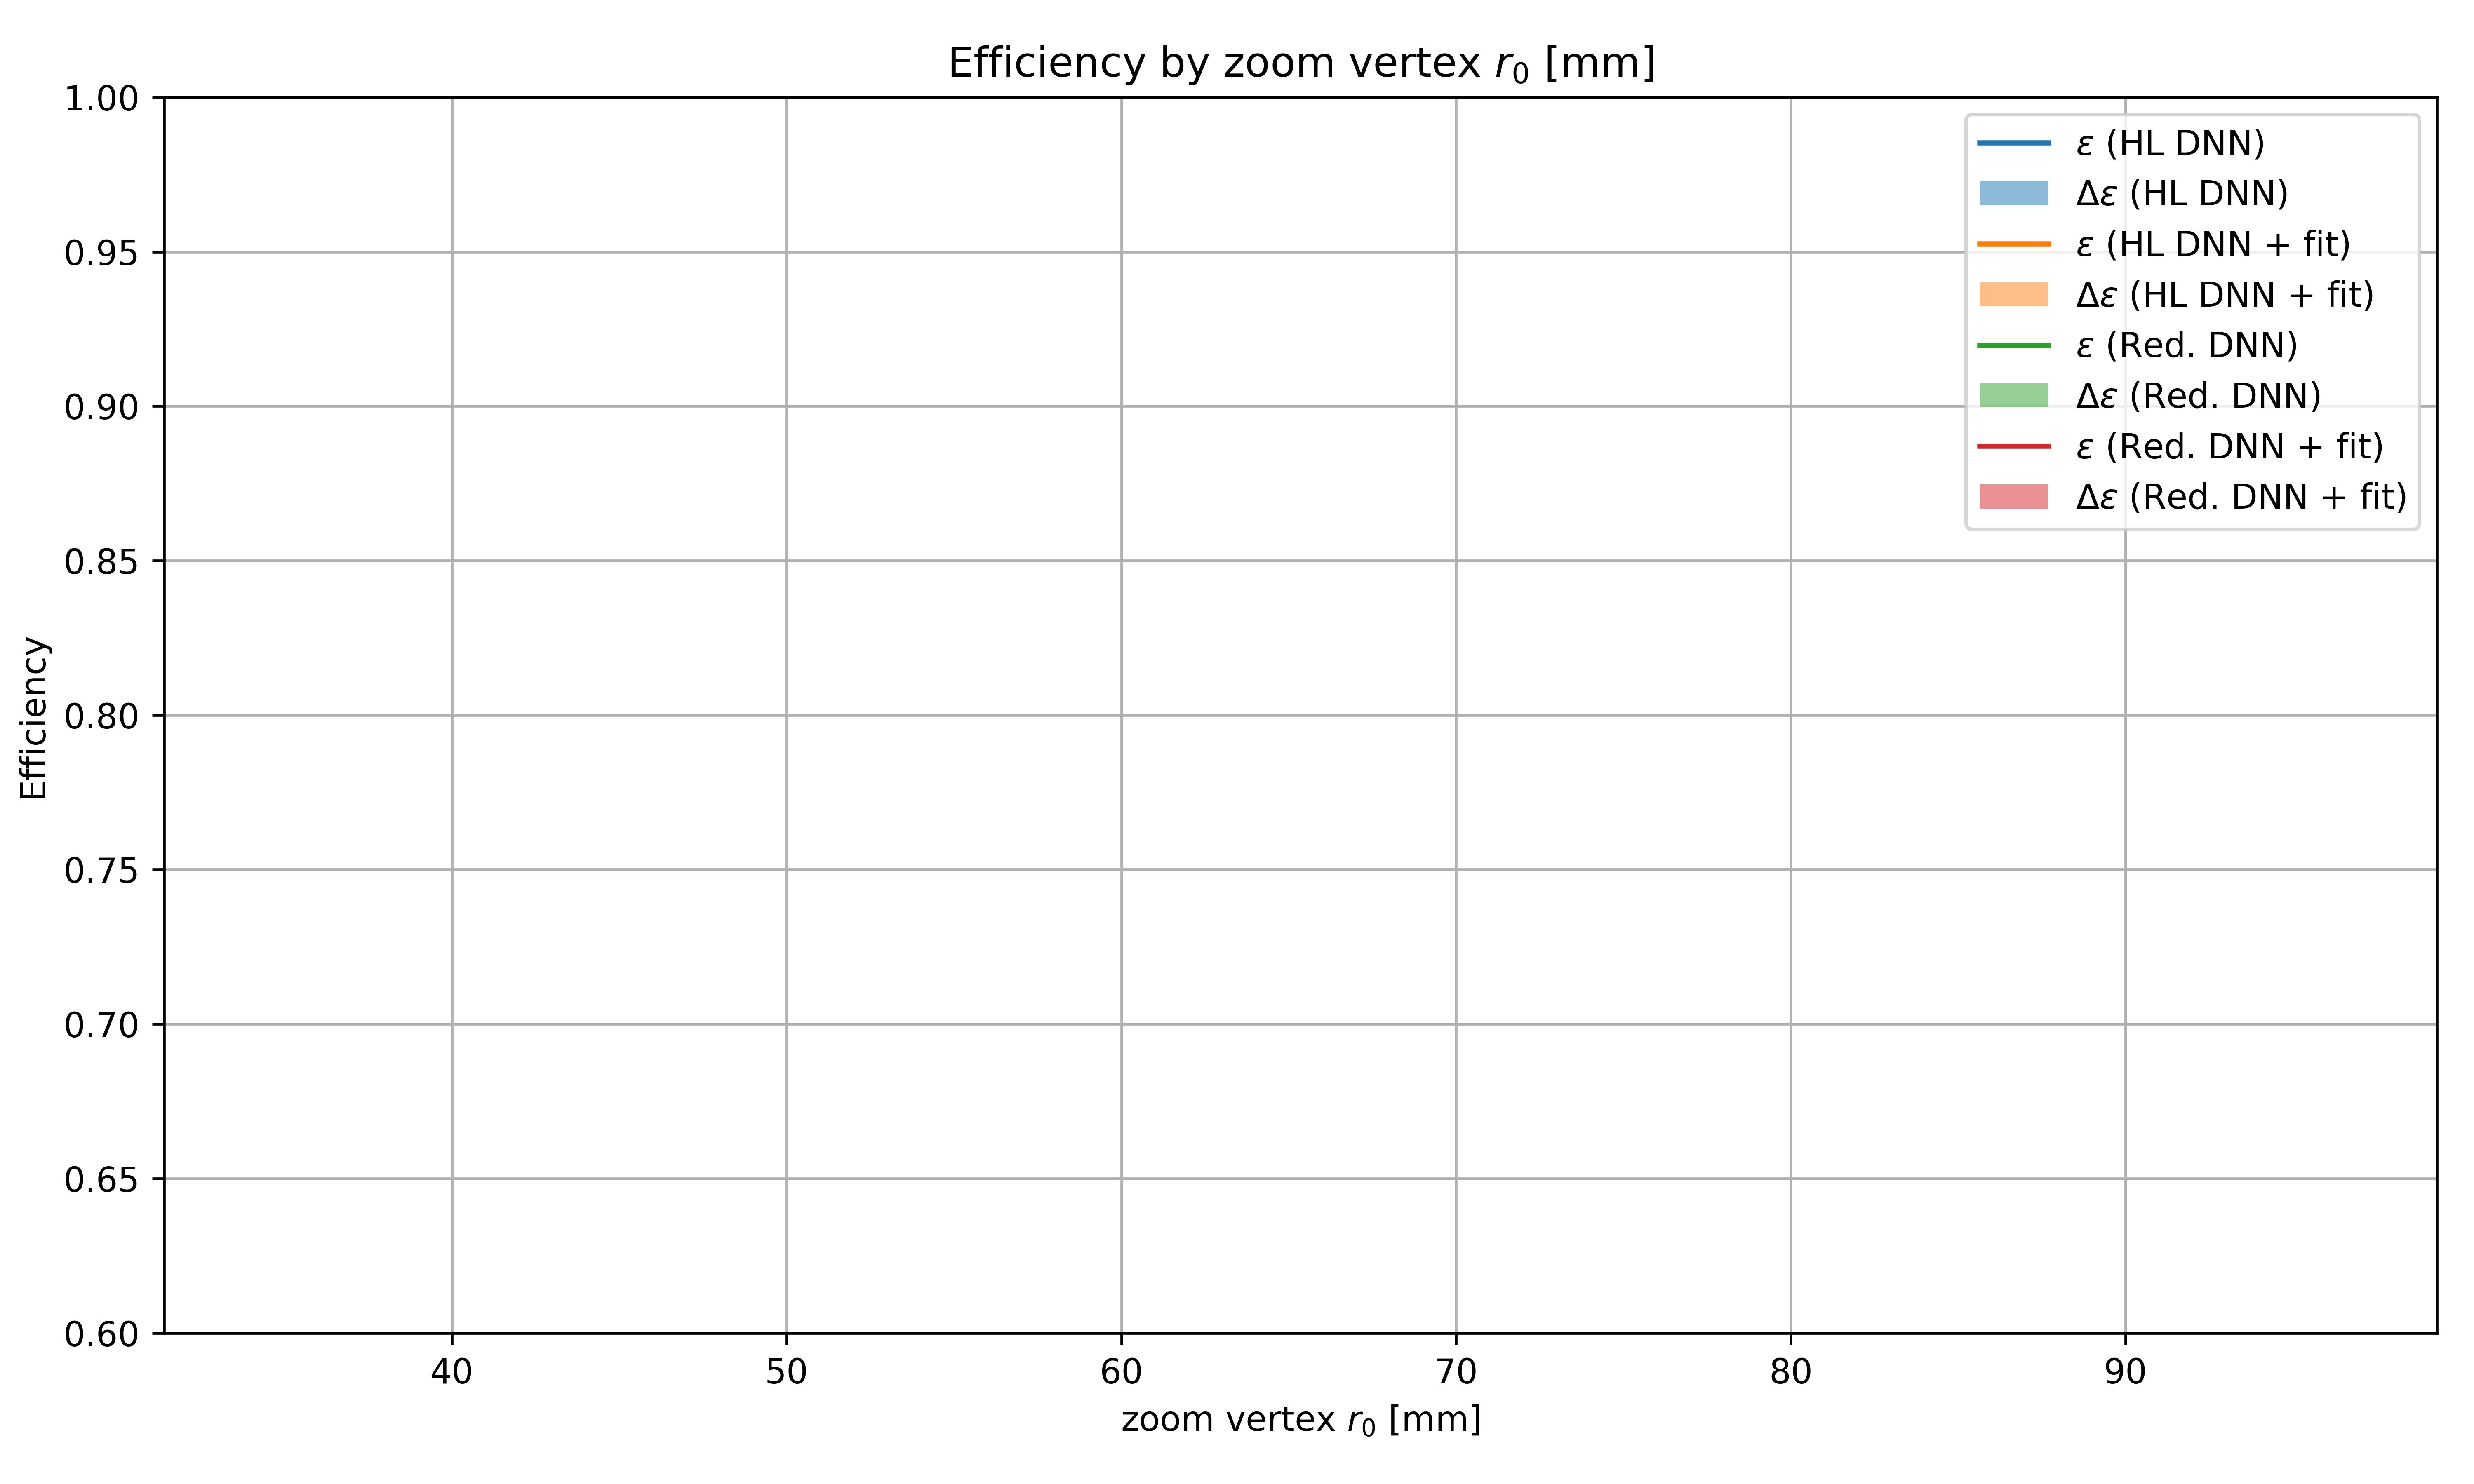 Efficiency by zoom vertex r₀ [mm]
1.00
0.95
0.90
0.85
0.80
0.75
0.70
0.65
0.60
Efficiency
ε (HL DNN)
Δε (HL DNN)
ε (HL DNN + fit)
Δε (HL DNN + fit)
ε (Red. DNN)
Δε (Red. DNN)
ε (Red. DNN + fit)
Δε (Red. DNN + fit)
40 50 60 70 80 90
zoom vertex r₀ [mm]